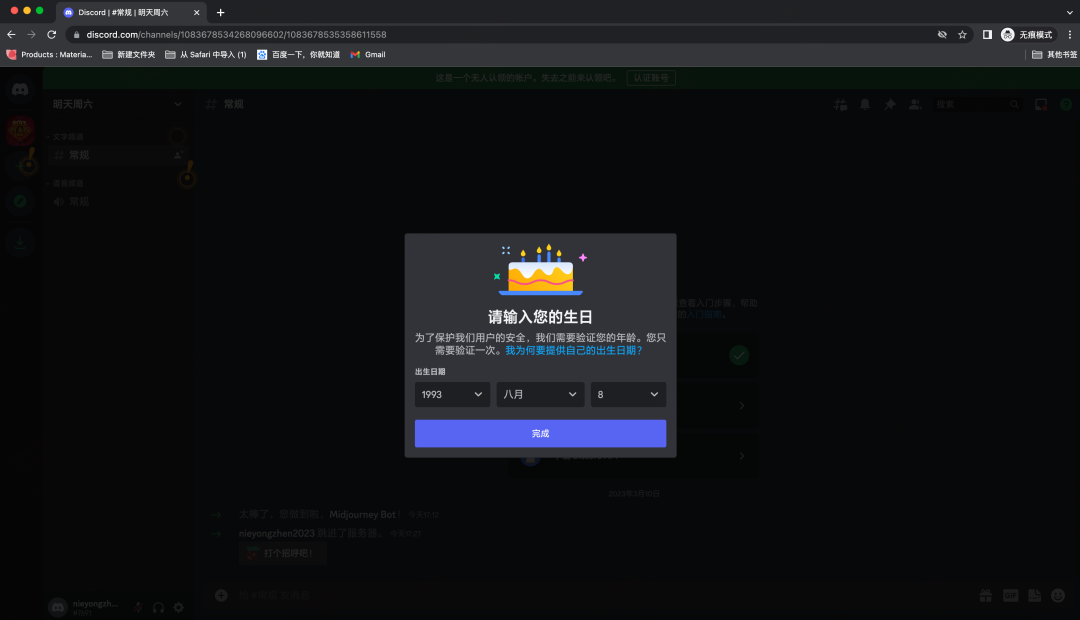 Discord | #常规 | 明天周六
discord.com/channels/1083678534268096602/1083678535358611558
无痕模式
Products : Materia...
新建文件夹
从 Safari 中导入 (1)
百度一下，你就知道
Gmail
其他书签
这是一个无人认领的帐户。失去之前来认领吧。
认证账号
明天周六
# 常规
搜索
文字频道
常规
语音频道
常规
请输入您的生日
为了保护我们用户的安全，我们需要验证您的年龄。您只
需要验证一次。我为何要提供自己的出生日期？
出生日期
1993
八月
8
完成
2023年3月10日
太棒了，您做到啦，Midjourney Bot！ 今天17:12
nieyongzhen2023 跳进了服务器。
打个招呼吧！
nieyongzh...
GIF